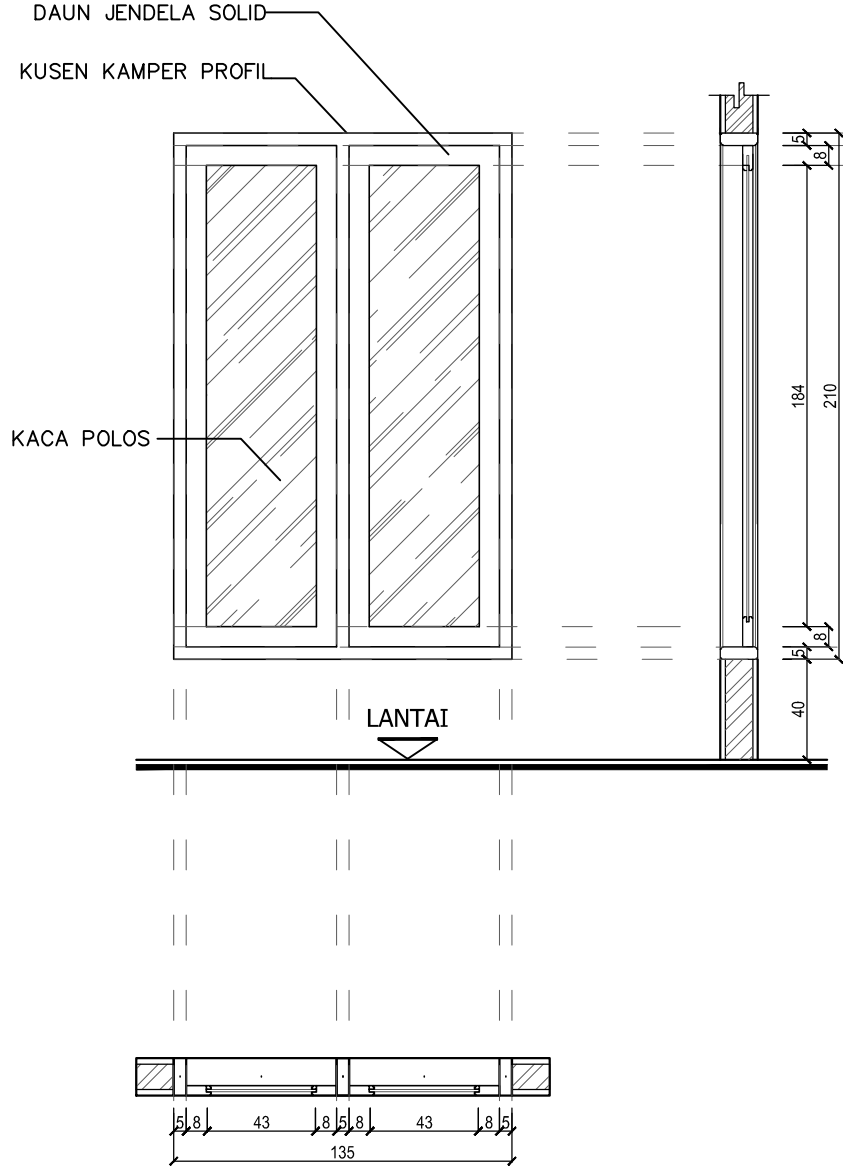 DAUN JENDELA SOLID
KUSEN KAMPER PROFIL
5
8
184
210
KACA POLOS
8
5
40
LANTAI
5 8 43 8 5 8 43 8 5
135